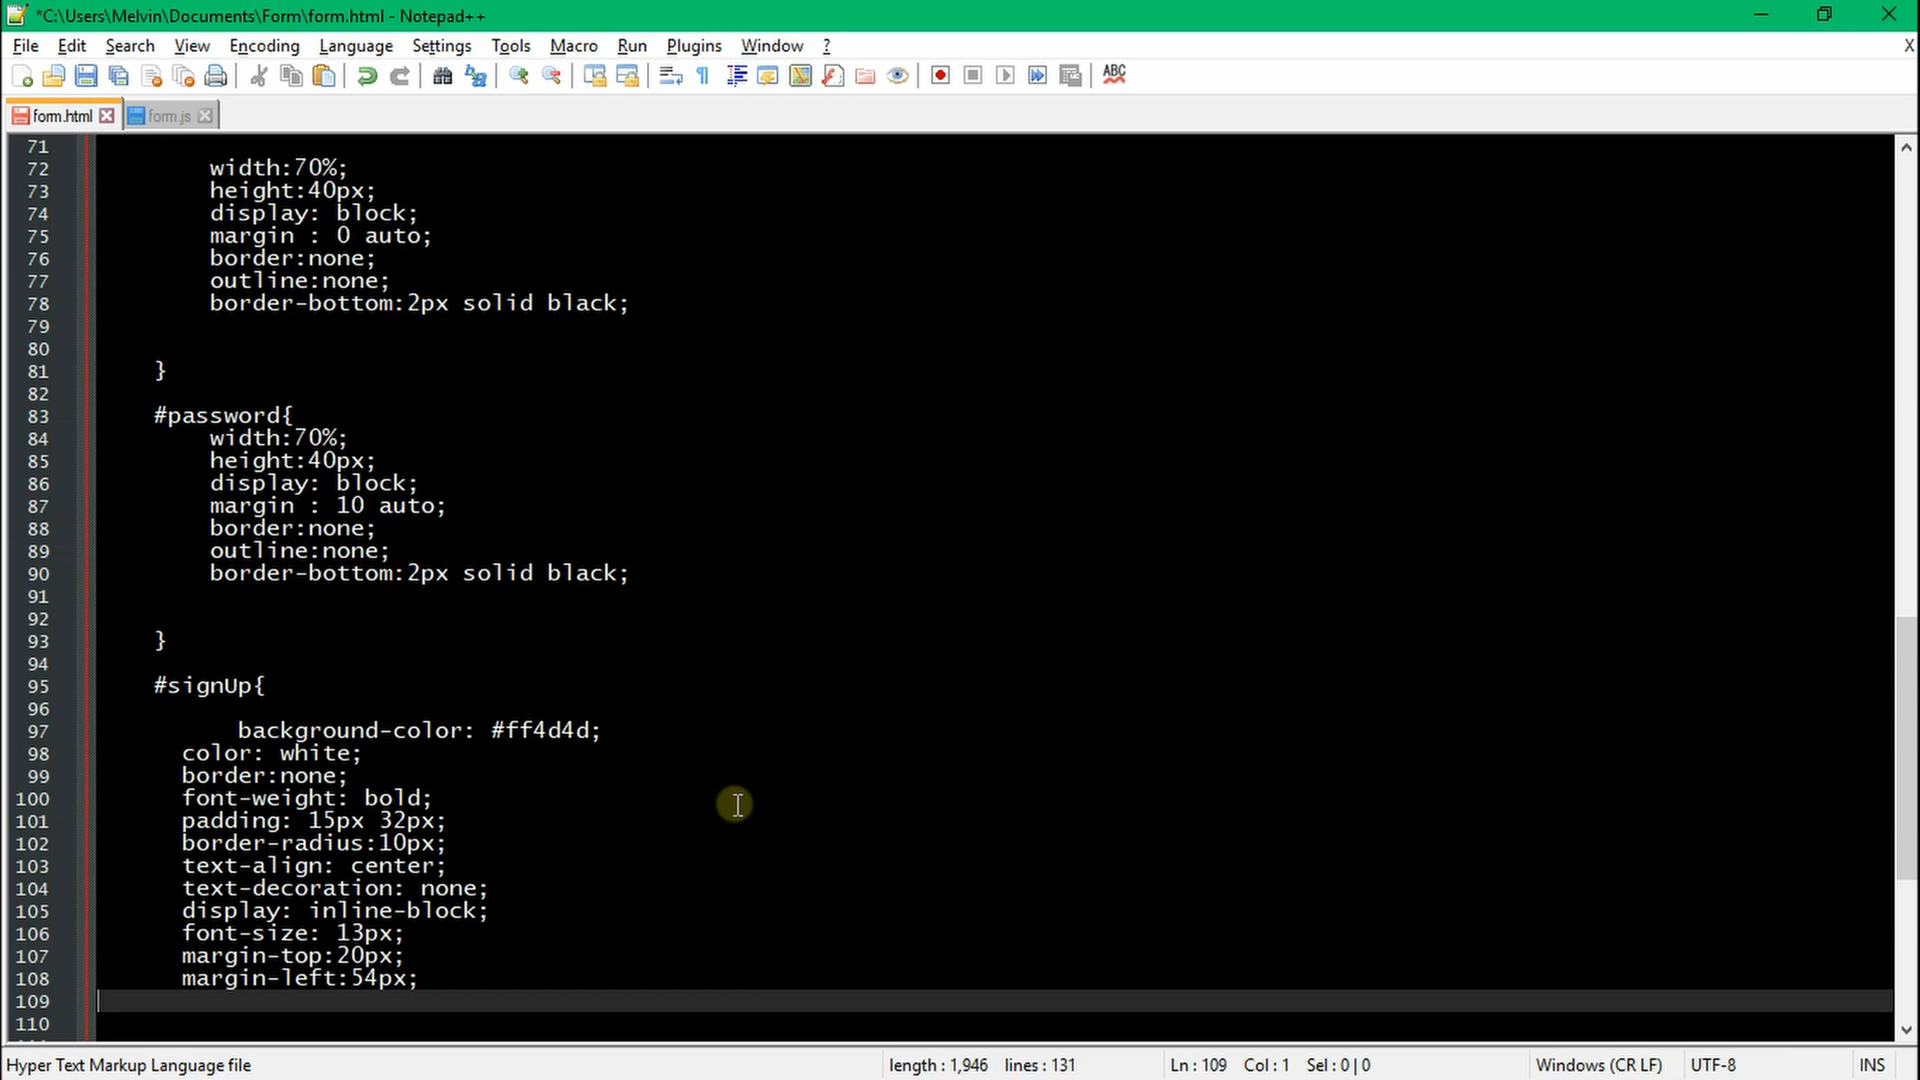 *C:\Users\Melvin\Documents\Form\form.html - Notepad++
File Edit Search View Encoding Language Settings Tools Macro Run Plugins Window ? X
ABC
form.html form.js
71
72 width:70%;
73 height:40px;
74 display: block;
75 margin : 0 auto;
76 border:none;
77 outline:none;
78 border-bottom:2px solid black;
79
80
81 }
82
83 #password{
84 width:70%;
85 height:40px;
86 display: block;
87 margin : 10 auto;
88 border:none;
89 outline:none;
90 border-bottom:2px solid black;
91
92
93 }
94
95 #signUp{
96
97 background-color: #ff4d4d;
98 color: white;
99 border:none;
100 font-weight: bold;
101 padding: 15px 32px;
102 border-radius:10px;
103 text-align: center;
104 text-decoration: none;
105 display: inline-block;
106 font-size: 13px;
107 margin-top:20px;
108 margin-left:54px;
109
110
Hyper Text Markup Language file length : 1,946 lines : 131 Ln : 109 Col : 1 Sel : 0 | 0 Windows (CR LF) UTF-8 INS